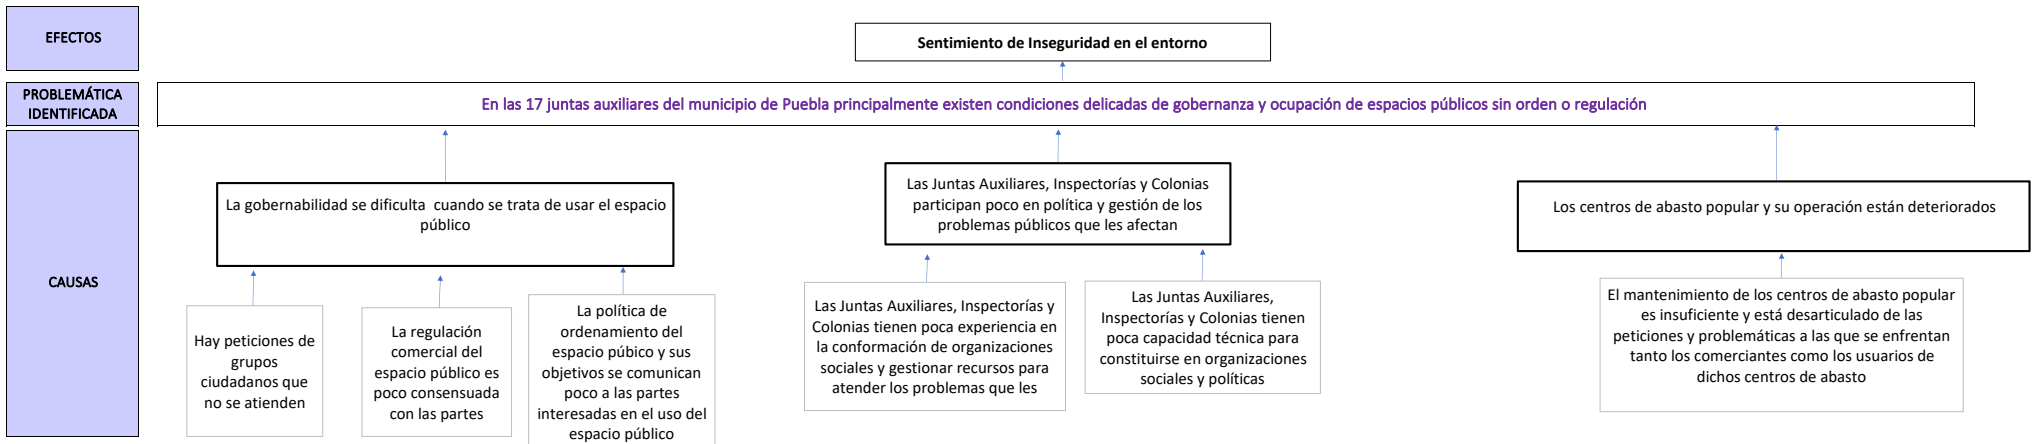 EFECTOS
Sentimiento de Inseguridad en el entorno
PROBLEMÁTICA
IDENTIFICADA
En las 17 juntas auxiliares del municipio de Puebla principalmente existen condiciones delicadas de gobernanza y ocupación de espacios públicos sin orden o regulación
CAUSAS
La gobernabilidad se dificulta cuando se trata de usar el espacio
público
Las Juntas Auxiliares, Inspectorías y Colonias
participan poco en política y gestión de los
problemas públicos que les afectan
Los centros de abasto popular y su operación están deteriorados
Hay peticiones de
grupos
ciudadanos que
no se atienden
La regulación
comercial del
espacio público es
poco consensuada
con las partes
La política de
ordenamiento del
espacio púbico y sus
objetivos se comunican
poco a las partes
interesadas en el uso del
espacio público
Las Juntas Auxiliares, Inspectorías y
Colonias tienen poca experiencia en
la conformación de organizaciones
sociales y gestionar recursos para
atender los problemas que les
Las Juntas Auxiliares,
Inspectorías y Colonias tienen
poca capacidad técnica para
constituirse en organizaciones
sociales y políticas
El mantenimiento de los centros de abasto popular
es insuficiente y está desarticulado de las
peticiones y problemáticas a las que se enfrentan
tanto los comerciantes como los usuarios de
dichos centros de abasto